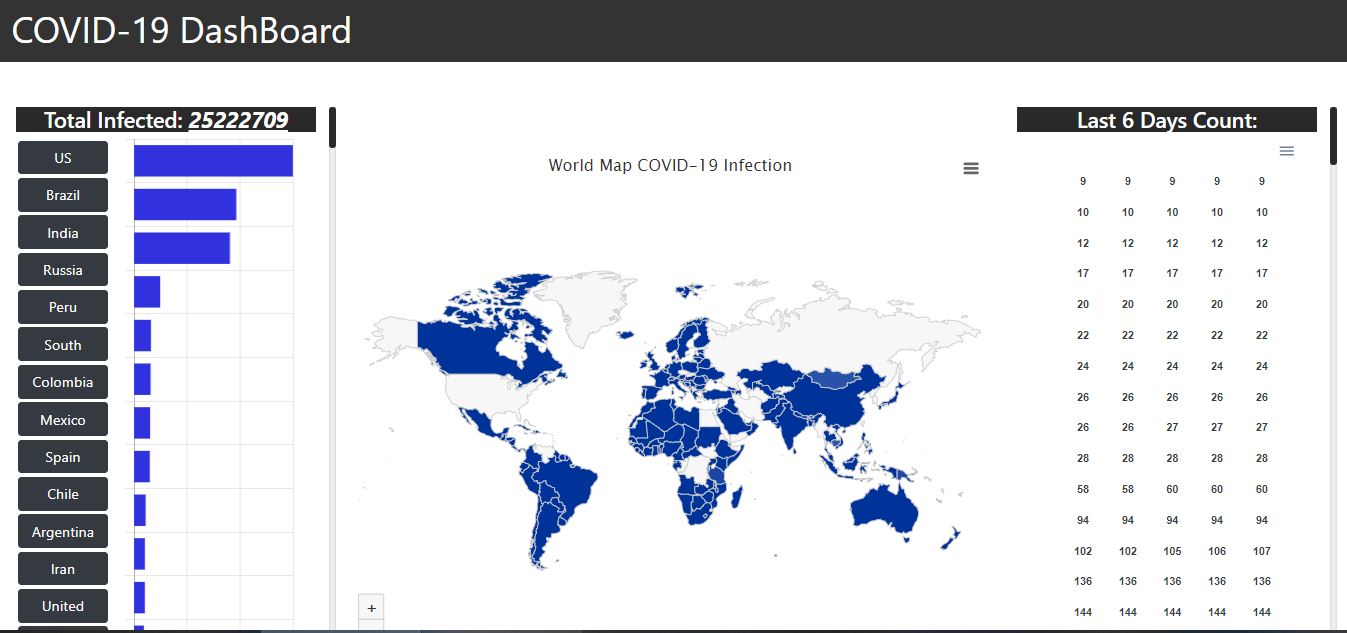 COVID-19 DashBoard
Total Infected: 25222709
US
Brazil
India
Russia
Peru
South
Colombia
Mexico
Spain
Chile
Argentina
Iran
United
World Map COVID-19 Infection
+
Last 6 Days Count:
9 9 9 9 9
10 10 10 10 10
12 12 12 12 12
17 17 17 17 17
20 20 20 20 20
22 22 22 22 22
24 24 24 24 24
26 26 26 26 26
26 26 27 27 27
28 28 28 28 28
58 58 60 60 60
94 94 94 94 94
102 102 105 106 107
136 136 136 136 136
144 144 144 144 144